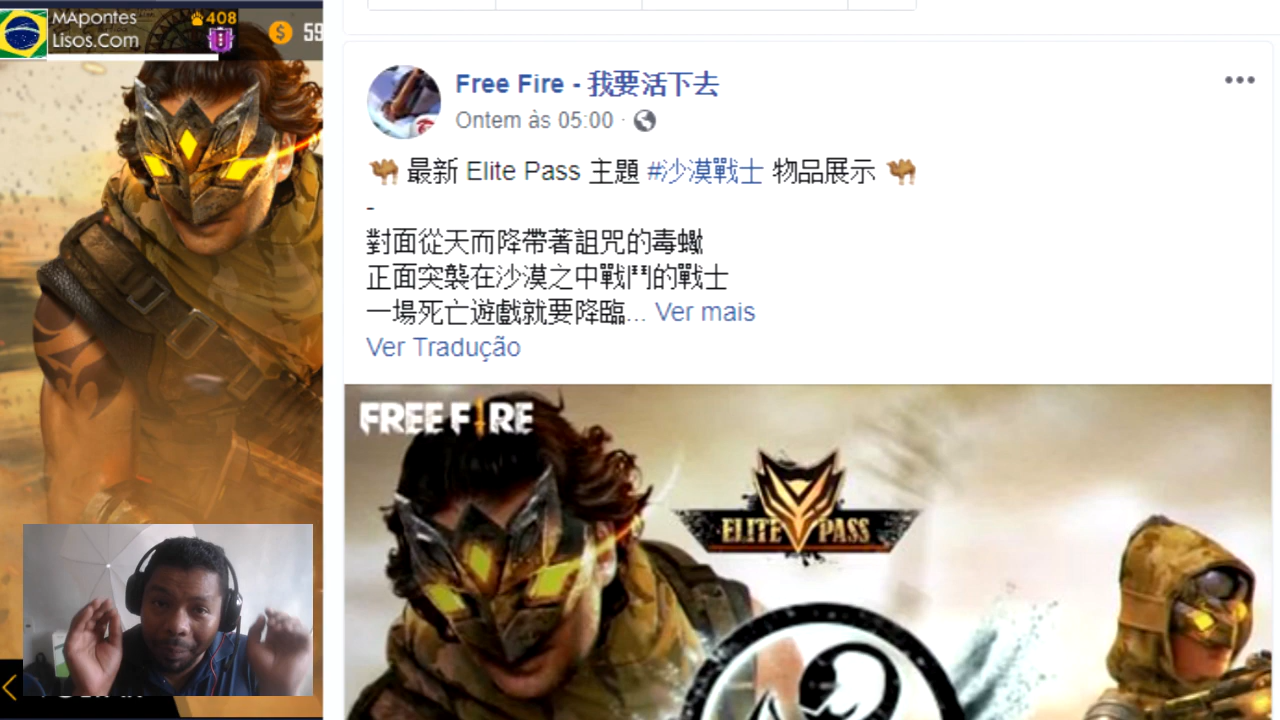 MApontes
Lisos.Com
408
59
Free Fire - 我要活下去
Ontem às 05:00 ·
最新 Elite Pass 主題 #沙漠戰士 物品展示
-
對面從天而降帶著詛咒的毒蠍
正面突襲在沙漠之中戰鬥的戰士
一場死亡遊戲就要降臨... Ver mais
Ver Tradução
FREE FIRE
ELITE PASS